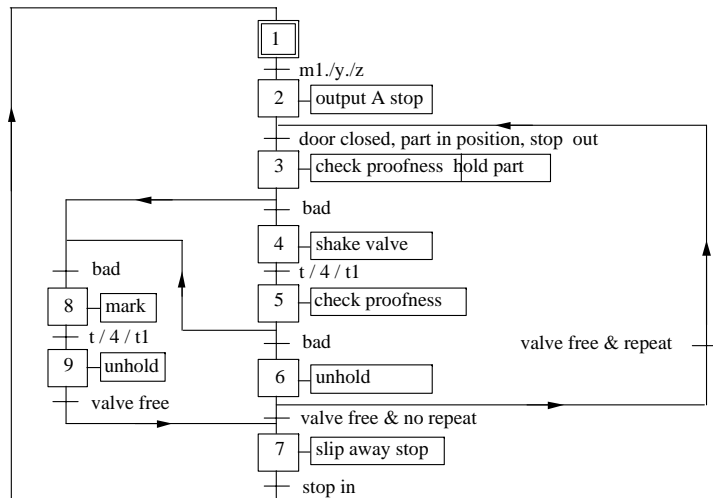 1
m1./y./z
2 output A stop
door closed, part in position, stop out
3 check proofness hold part
bad
4 shake valve
t / 4 / t1
bad
8 mark
5 check proofness
t / 4 / t1
bad
valve free & repeat
9 unhold
6 unhold
valve free
valve free & no repeat
7 slip away stop
stop in